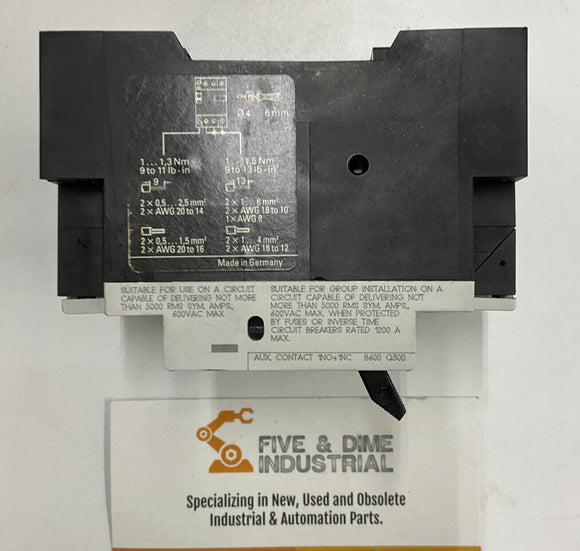 Ø 4 6 mm
1 ... 1,3 Nm 1 ... 1,5 Nm
9 to 11 lb - in 9 to 13 lb - in
9 13
2 × 0,5 ... 2,5 mm² 2 × 1 ... 6 mm²
2 × AWG 20 to 14 2 × AWG 18 to 10
1 × AWG 8
2 × 0,5 ... 1,5 mm² 2 × 1 ... 4 mm²
2 × AWG 20 to 16 2 × AWG 18 to 12
Made in Germany
SUITABLE FOR USE ON A CIRCUIT
CAPABLE OF DELIVERING NOT MORE
THAN 5000 RMS SYM. AMPS.,
600VAC MAX
SUITABLE FOR GROUP INSTALLATION ON A
CIRCUIT CAPABLE OF DELIVERING NOT
MORE THAN 5000 RMS SYM. AMPS.,
600VAC MAX. WHEN PROTECTED
BY FUSES OR INVERSE TIME
CIRCUIT BREAKERS RATED 1200 A
MAX.
AUX. CONTACT 1NO+1NC B600 Q300
FIVE & DIME
INDUSTRIAL
Specializing in New, Used and Obsolete
Industrial & Automation Parts.